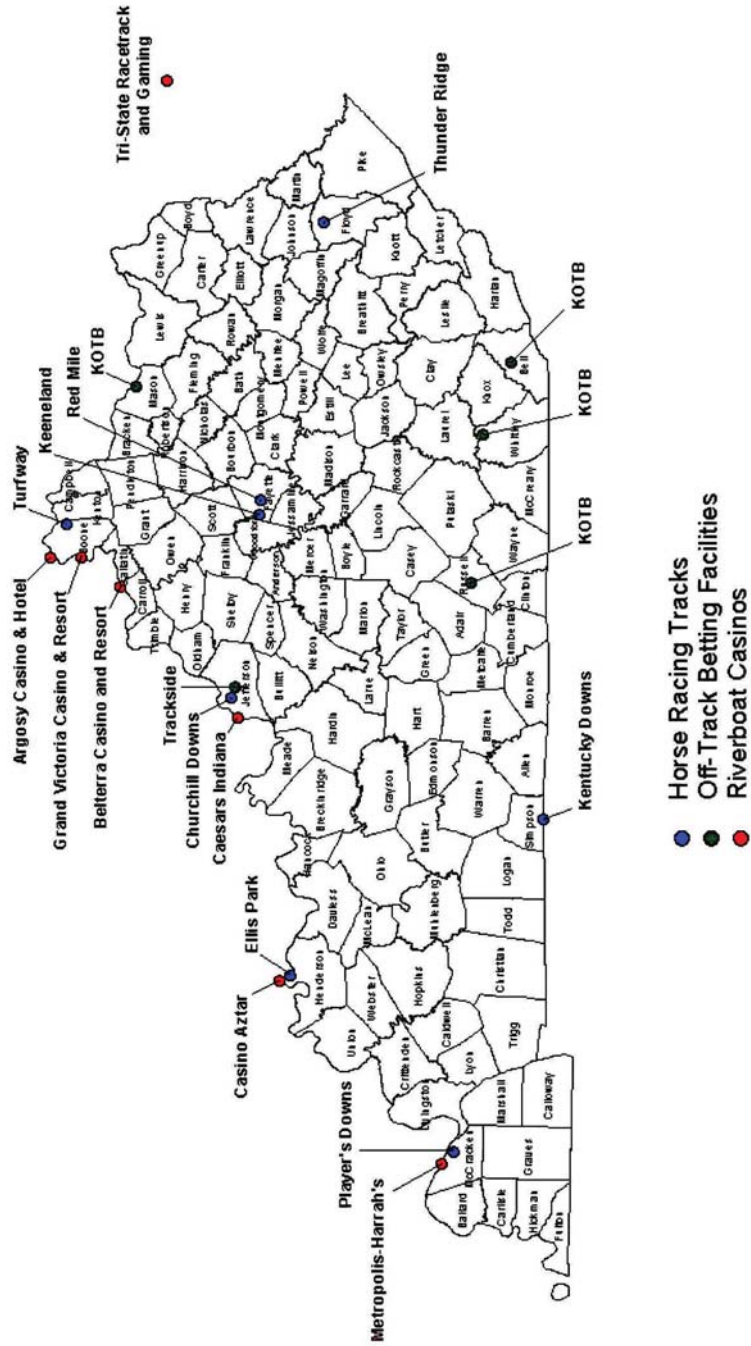 Argosy Casino & Hotel
Grand Victoria Casino & Resort
Belterra Casino and Resort
Turfway
Keeneland
Red Mile
KOTB
Tri-State Racetrack
and Gaming
Trackside
Churchill Downs
Caesars Indiana
Ellis Park
Casino Aztar
Player's Downs
Metropolis-Harrah's
Thunder Ridge
KOTB
KOTB
KOTB
Kentucky Downs
Campbell
Boone
Kenton
Gallatin
Carroll
Trimble
Grant
Pendleton
Bracken
Mason
Robertson
Lewis
Greenup
Boyd
Carter
Fleming
Nicholas
Harrison
Owen
Henry
Oldham
Jefferson
Shelby
Franklin
Scott
Bourbon
Bath
Rowan
Elliott
Lawrence
Martin
Johnson
Morgan
Menifee
Montgomery
Clark
Fayette
Woodford
Jessamine
Anderson
Spencer
Bullitt
Nelson
Washington
Mercer
Boyle
Garrard
Madison
Estill
Powell
Wolfe
Magoffin
Floyd
Pike
Knott
Breathitt
Lee
Owsley
Jackson
Rockcastle
Lincoln
Casey
Marion
Larue
Hardin
Meade
Breckinridge
Hancock
Daviess
Henderson
Union
Webster
McLean
Ohio
Grayson
Hart
Green
Taylor
Adair
Russell
Pulaski
Laurel
Clay
Perry
Leslie
Letcher
Harlan
Bell
Knox
Whitley
McCreary
Wayne
Clinton
Cumberland
Metcalfe
Monroe
Barren
Allen
Edmonson
Warren
Simpson
Butler
Logan
Muhlenberg
Todd
Hopkins
Christian
Caldwell
Crittenden
Livingston
Lyon
Trigg
Marshall
Calloway
McCracken
Graves
Ballard
Carlisle
Hickman
Fulton
Horse Racing Tracks
Off-Track Betting Facilities
Riverboat Casinos